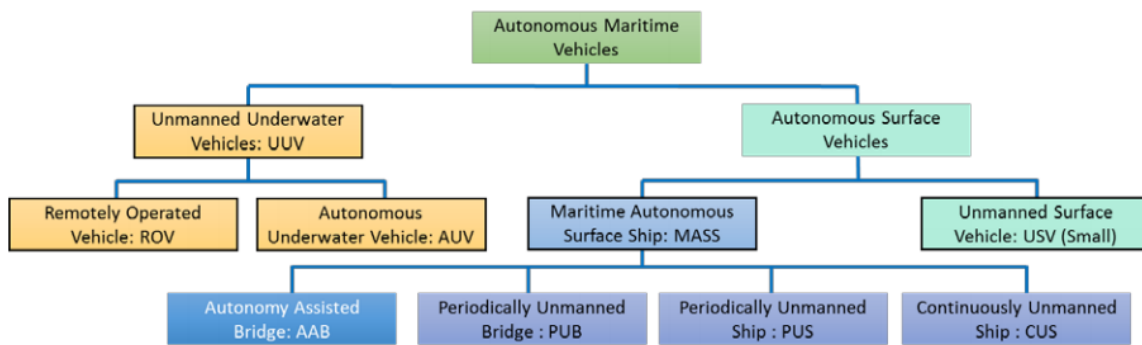 Autonomous Maritime
Vehicles
Unmanned Underwater
Vehicles: UUV
Autonomous Surface
Vehicles
Remotely Operated
Vehicle: ROV
Autonomous
Underwater Vehicle: AUV
Maritime Autonomous
Surface Ship: MASS
Unmanned Surface
Vehicle: USV (Small)
Autonomy Assisted
Bridge: AAB
Periodically Unmanned
Bridge : PUB
Periodically Unmanned
Ship : PUS
Continuously Unmanned
Ship : CUS